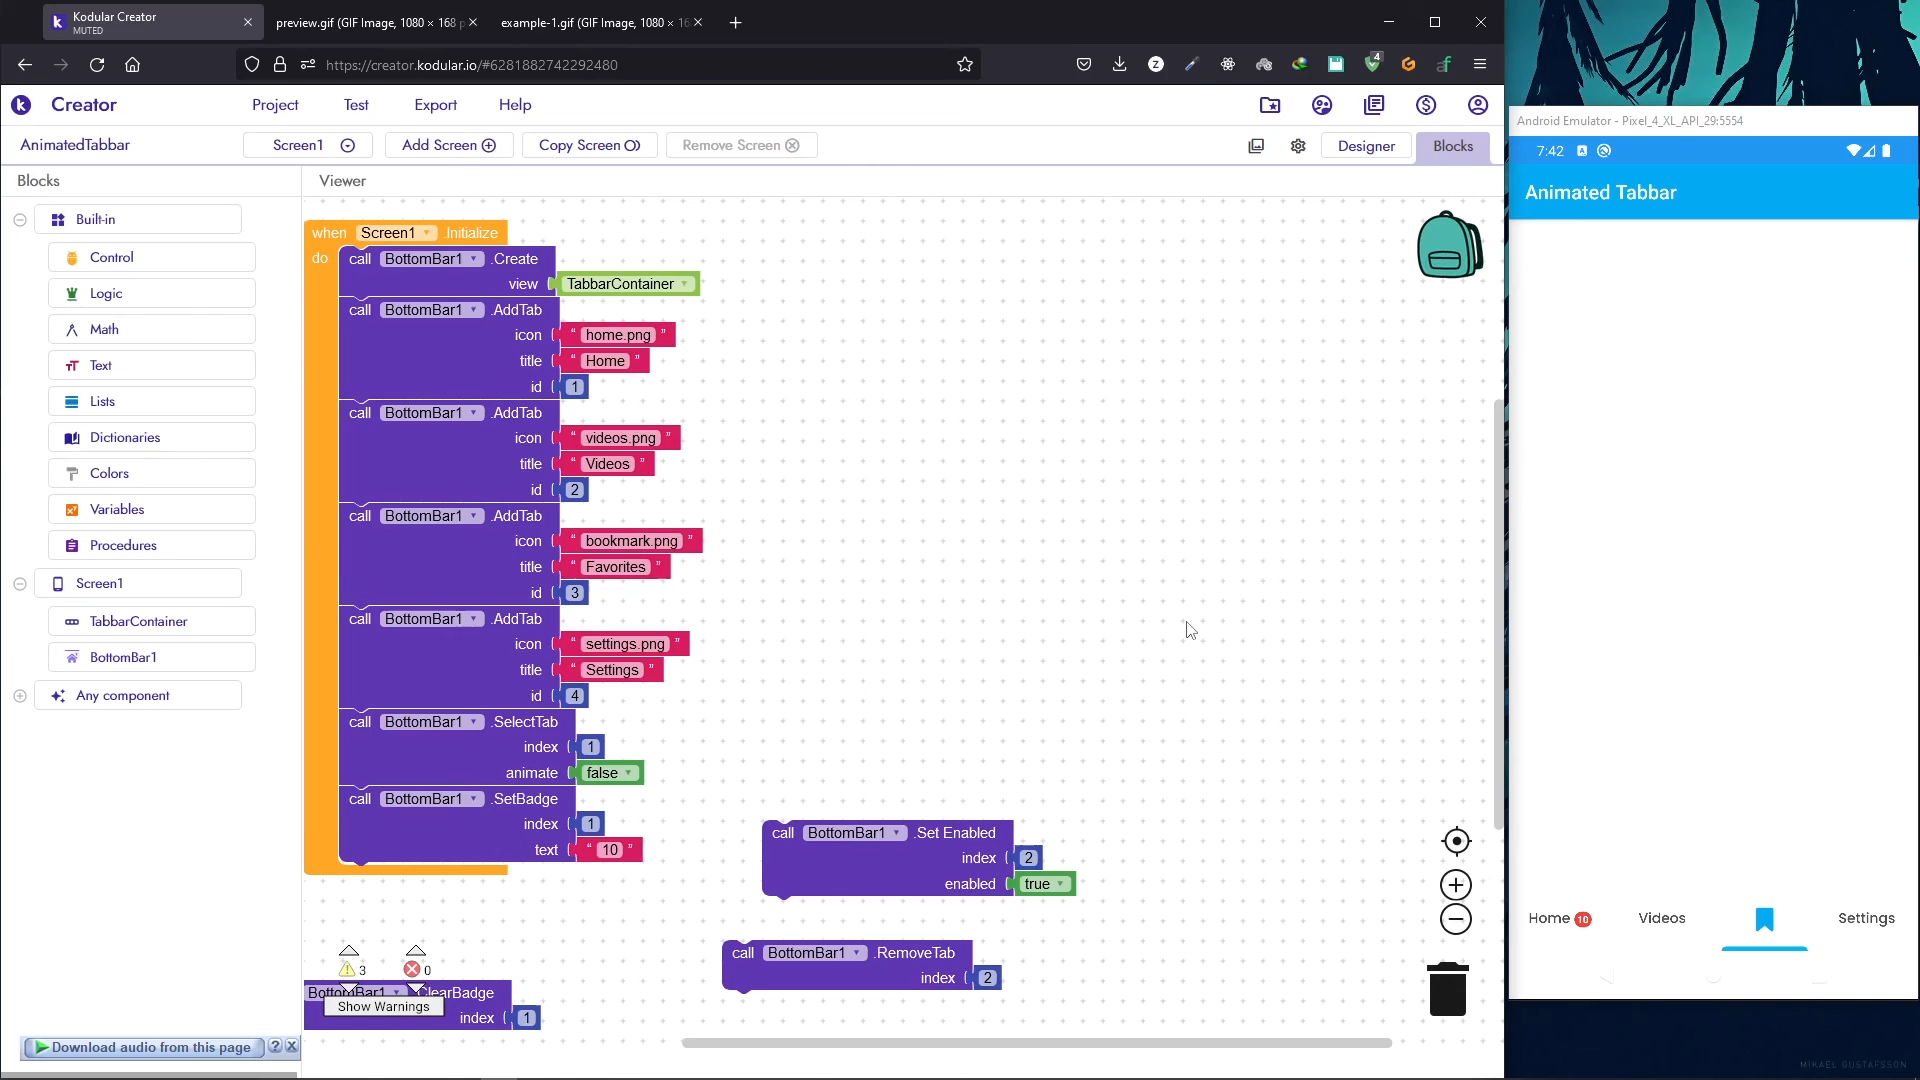 Kodular Creator
MUTED
preview.gif (GIF Image, 1080 × 168 p
example-1.gif (GIF Image, 1080 × 16
https://creator.kodular.io/#6281882742292480
4
Creator
Project
Test
Export
Help
AnimatedTabbar
Screen1
Add Screen
Copy Screen
Remove Screen
Designer
Blocks
Blocks
Viewer
Built-in
Control
Logic
Math
Text
Lists
Dictionaries
Colors
Variables
Procedures
Screen1
TabbarContainer
BottomBar1
Any component
Download audio from this page
when Screen1 .Initialize
do call BottomBar1 .Create
view TabbarContainer
call BottomBar1 .AddTab
icon “ home.png ”
title “ Home ”
id 1
call BottomBar1 .AddTab
icon “ videos.png ”
title “ Videos ”
id 2
call BottomBar1 .AddTab
icon “ bookmark.png ”
title “ Favorites ”
id 3
call BottomBar1 .AddTab
icon “ settings.png ”
title “ Settings ”
id 4
call BottomBar1 .SelectTab
index 1
animate false
call BottomBar1 .SetBadge
index 1
text “ 10 ”
call BottomBar1 .Set Enabled
index 2
enabled true
call BottomBar1 .RemoveTab
index 2
3
0
BottomBar1 .ClearBadge
Show Warnings
index 1
Android Emulator - Pixel_4_XL_API_29:5554
7:42
Animated Tabbar
Home 10
Videos
Settings
MIKAEL GUSTAFSSON